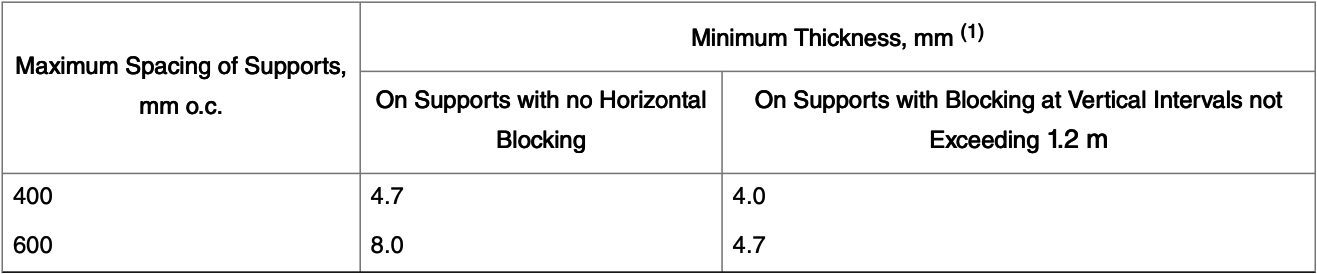 Maximum Spacing of Supports,
mm o.c.
Minimum Thickness, mm (1)
On Supports with no Horizontal
Blocking
On Supports with Blocking at Vertical Intervals not
Exceeding 1.2 m
400 4.7 4.0
600 8.0 4.7